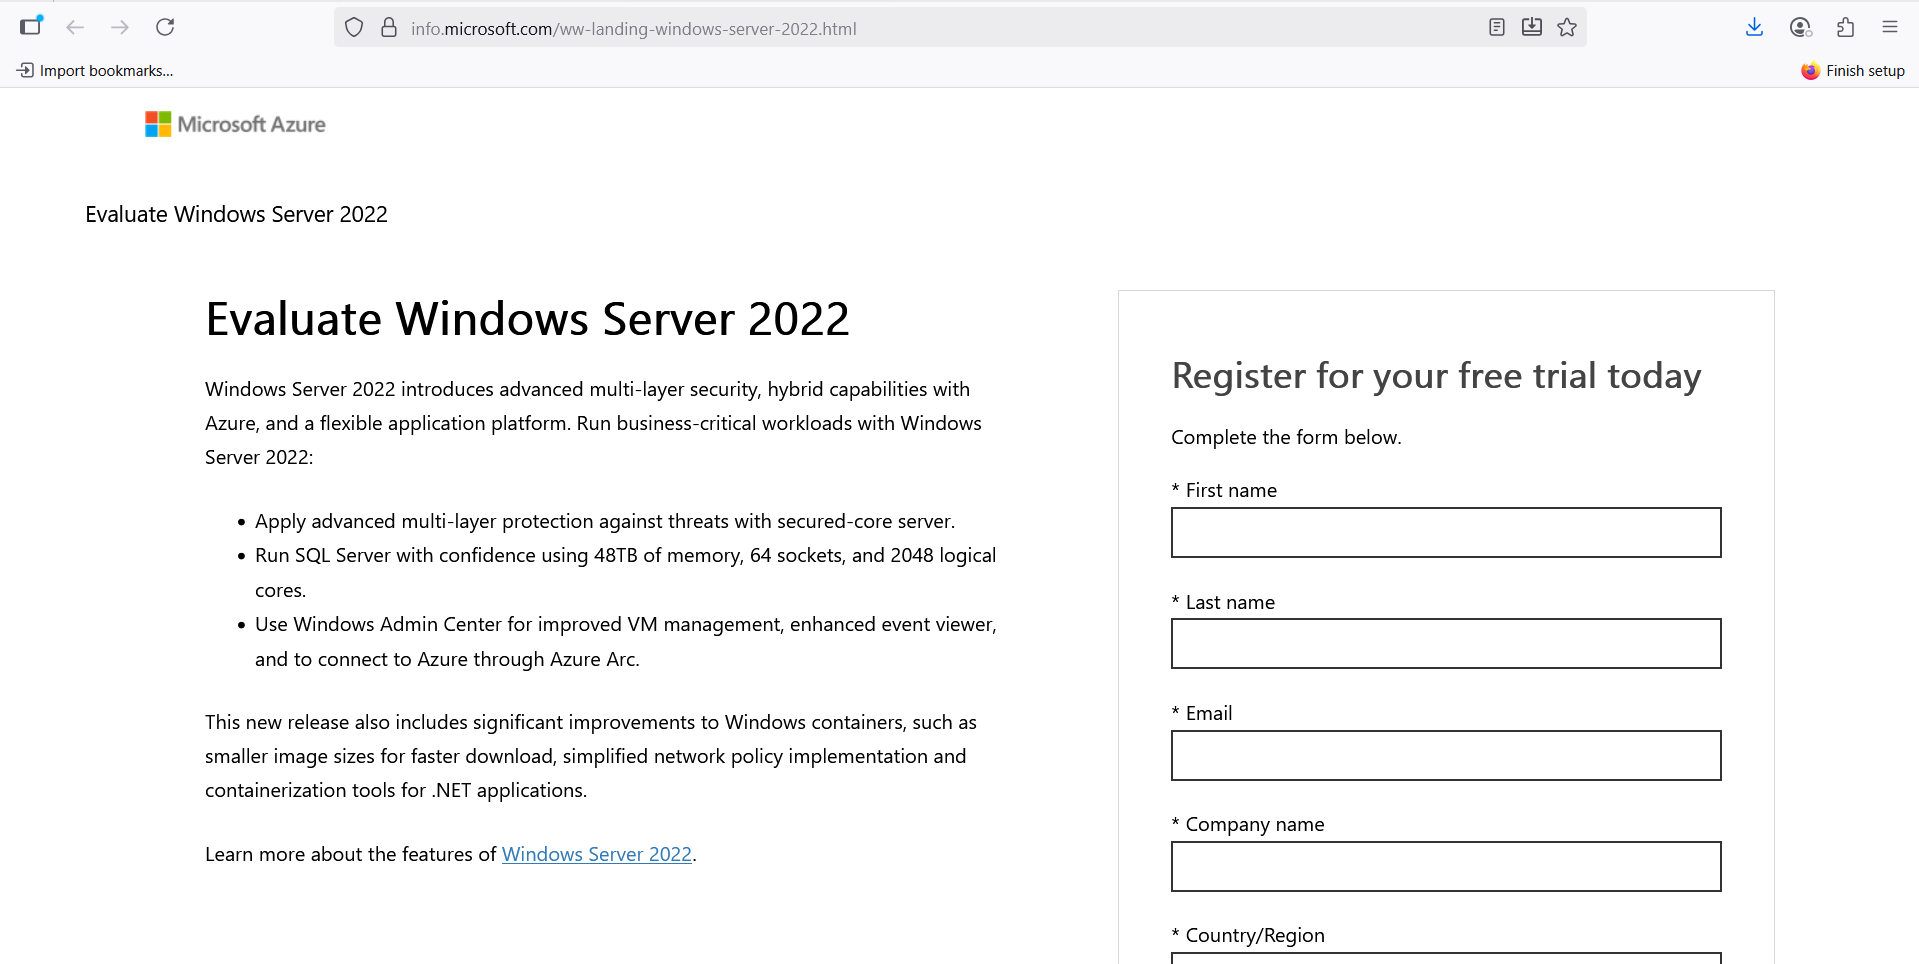 info.microsoft.com/ww-landing-windows-server-2022.html
Import bookmarks...
Finish setup
Microsoft Azure
Evaluate Windows Server 2022
Evaluate Windows Server 2022
Windows Server 2022 introduces advanced multi-layer security, hybrid capabilities with
Azure, and a flexible application platform. Run business-critical workloads with Windows
Server 2022:
• Apply advanced multi-layer protection against threats with secured-core server.
• Run SQL Server with confidence using 48TB of memory, 64 sockets, and 2048 logical
cores.
• Use Windows Admin Center for improved VM management, enhanced event viewer,
and to connect to Azure through Azure Arc.
This new release also includes significant improvements to Windows containers, such as
smaller image sizes for faster download, simplified network policy implementation and
containerization tools for .NET applications.
Learn more about the features of Windows Server 2022.
Register for your free trial today
Complete the form below.
* First name
* Last name
* Email
* Company name
* Country/Region